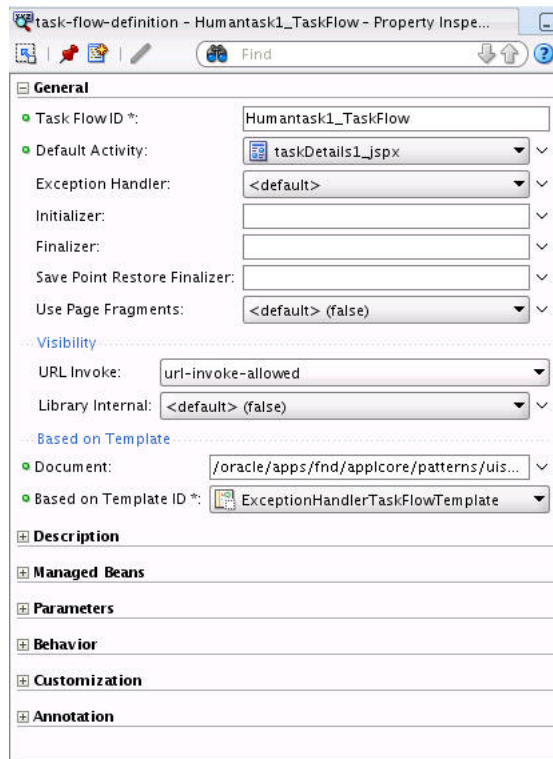 task-flow-definition - Humantask1_TaskFlow - Property Inspe...
Find
General
Task Flow ID *: Humantask1_TaskFlow
Default Activity: taskDetails1_jspx
Exception Handler: <default>
Initializer:
Finalizer:
Save Point Restore Finalizer:
Use Page Fragments: <default> (false)
Visibility
URL Invoke: url-invoke-allowed
Library Internal: <default> (false)
Based on Template
Document: /oracle/apps/fnd/applcore/patterns/uis...
Based on Template ID *: ExceptionHandlerTaskFlowTemplate
Description
Managed Beans
Parameters
Behavior
Customization
Annotation